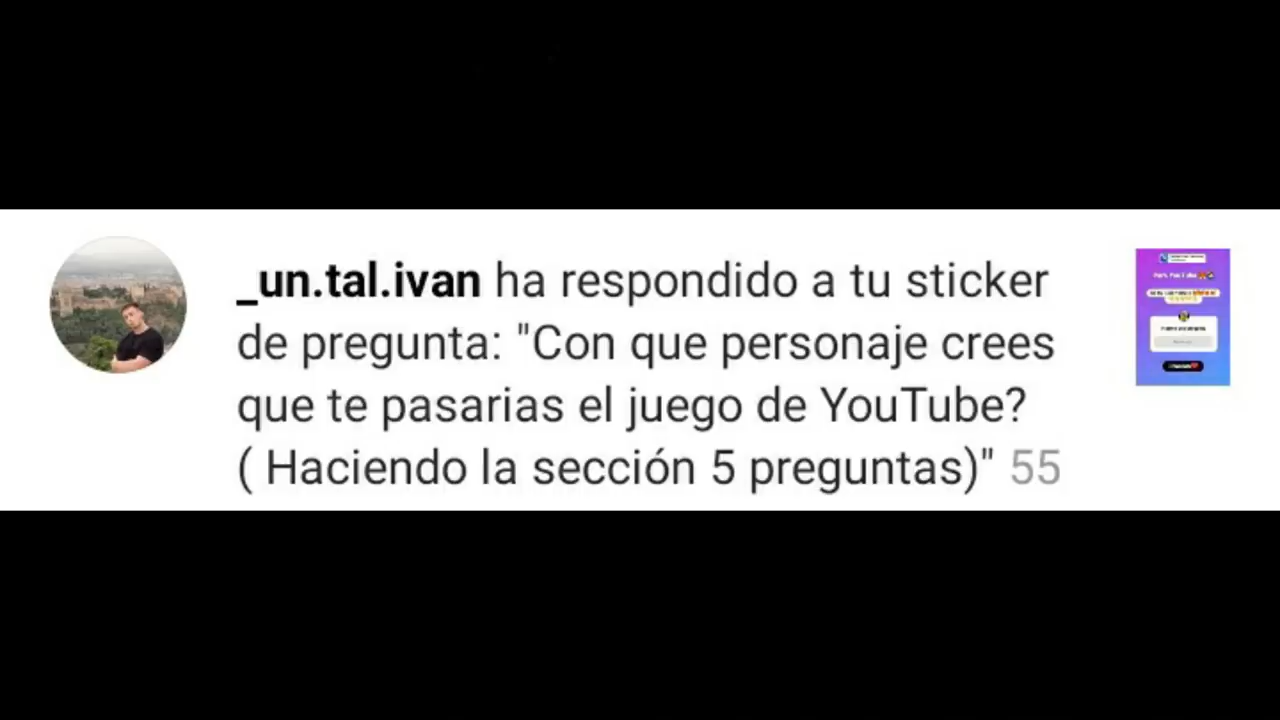 _un.tal.ivan ha respondido a tu sticker
de pregunta: "Con que personaje crees
que te pasarias el juego de YouTube?
( Haciendo la sección 5 preguntas)" 55